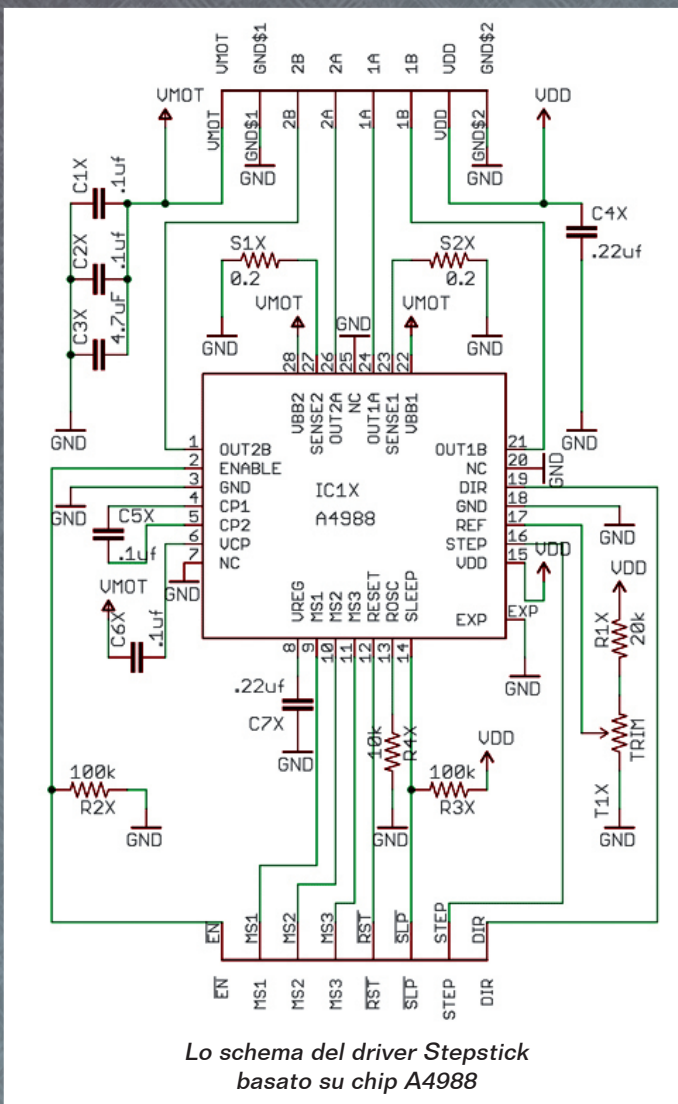 VMOT GND$1 2B 2A 1A 1B VDD GND$2
VMOT VDD
VMOT GND$1 2B 2A 1A 1B VDD GND$2
GND GND
C1X .1uf
C2X .1uf
C3X 4.7uF
GND
S1X
0.2
GND
VMOT
GND
S2X
0.2
VMOT
GND
C4X
.22uf
GND
28 27 26 25 24 23 22
VBB2 SENSE2 OUT2A NC OUT1A SENSE1 VBB1
1 OUT2B
2 ENABLE
3 GND
4 CP1
5 CP2
6 VCP
7 NC
IC1X
A4988
OUT1B 21
NC 20
DIR 19
GND 18
REF 17
STEP 16
VDD 15
EXP EXP
VREG MS1 MS2 MS3 RESET ROSC SLEEP
8 9 10 11 12 13 14
GND
C5X
.1uf
GND
VMOT
C6X .1uf
GND
GND
VDD
GND
VDD
R1X 20k
TRIM
T1X
GND
.22uf
C7X
GND
10k R4X
GND
VDD
100k
R3X
100k
R2X
GND
EN MS1 MS2 MS3 RST SLP STEP DIR
EN MS1 MS2 MS3 RST SLP STEP DIR
Lo schema del driver Stepstick
basato su chip A4988